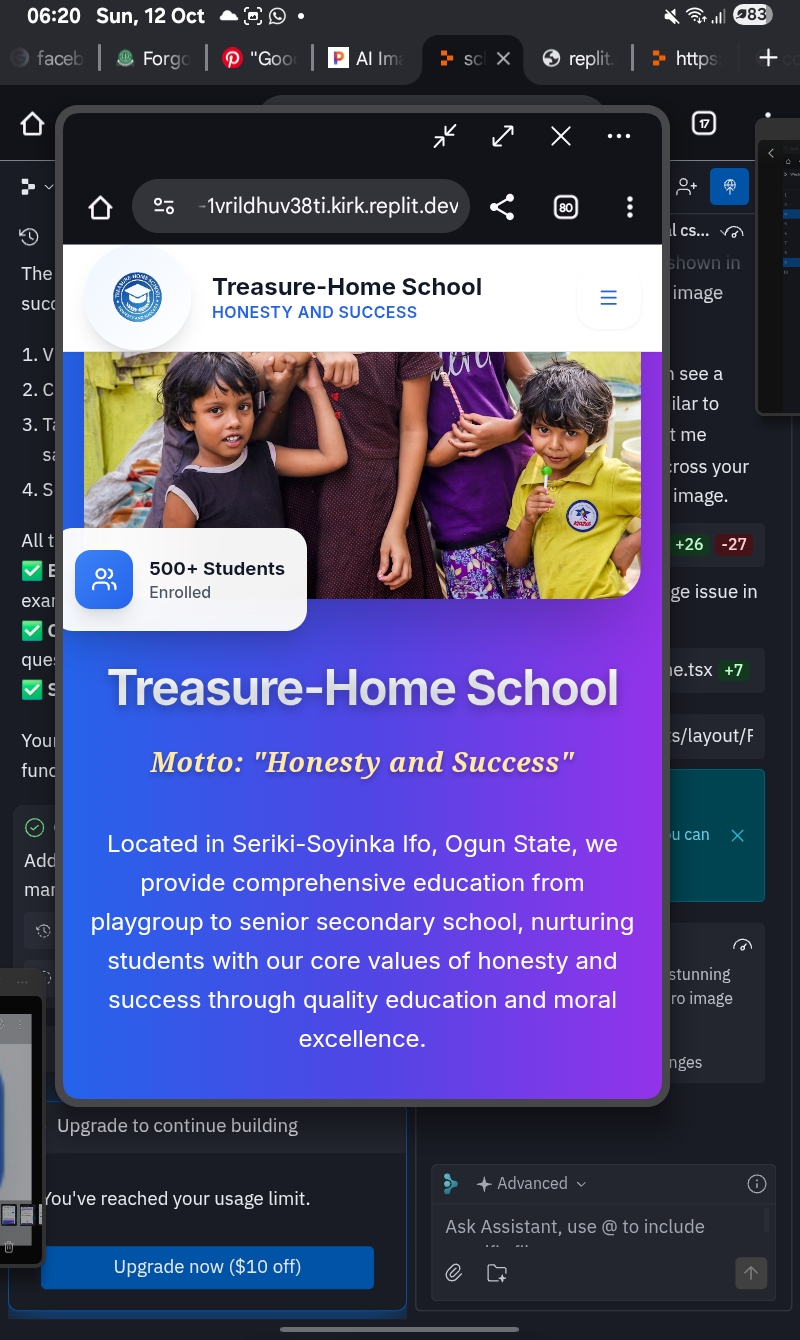 06:20 Sun, 12 Oct
83
faceb
Forgo
"Goo
AI Im
sc
replit.
https:
17
-1vrildhuv38ti.kirk.replit.dev
80
Treasure-Home School
HONESTY AND SUCCESS
500+ Students
Enrolled
Treasure-Home School
Motto: "Honesty and Success"
Located in Seriki-Soyinka Ifo, Ogun State, we
provide comprehensive education from
playgroup to senior secondary school, nurturing
students with our core values of honesty and
success through quality education and moral
excellence.
The
succ
1. V
2. C
3. Ta
sa
4. S
All t
E
exar
ques
S
Your
func
Add
mar
Upgrade to continue building
You've reached your usage limit.
Upgrade now ($10 off)
l cs...
shown in
image
n see a
ilar to
t me
cross your
image.
+26 -27
ge issue in
e.tsx +7
s/layout/F
u can
stunning
ro image
nges
Advanced
Ask Assistant, use @ to include